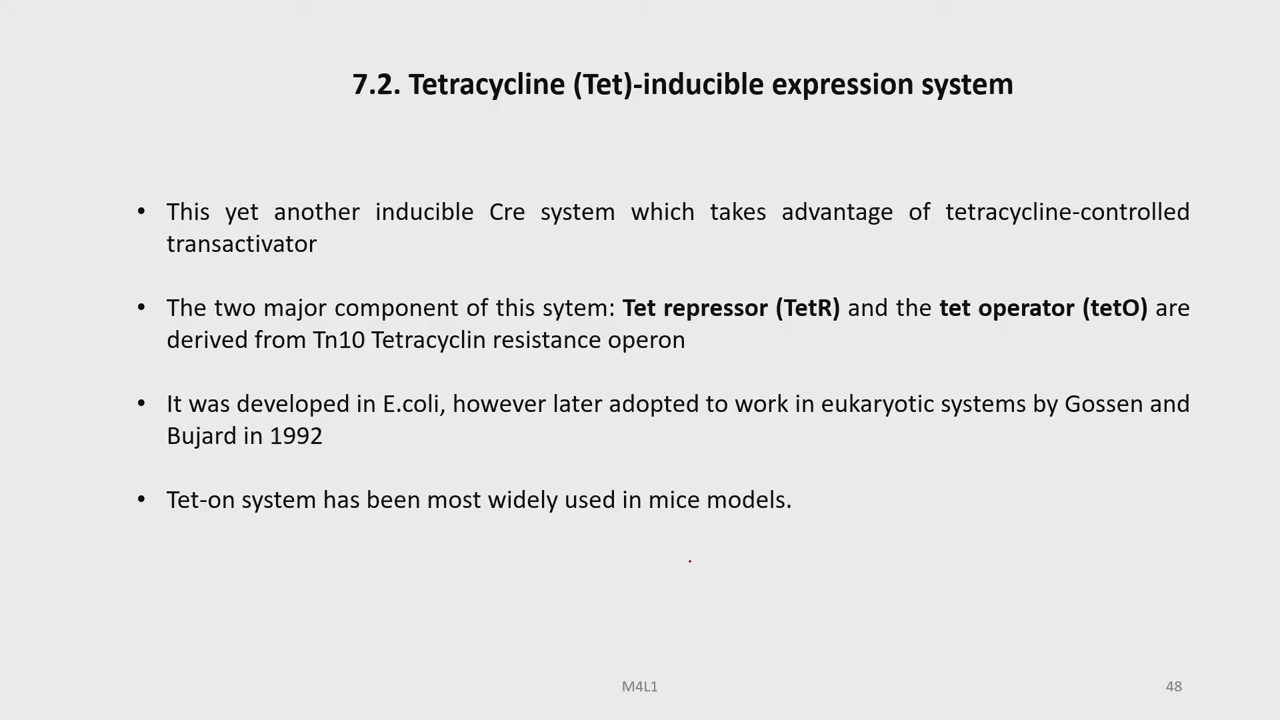 7.2. Tetracycline (Tet)-inducible expression system
• This yet another inducible Cre system which takes advantage of tetracycline-controlled
transactivator
• The two major component of this sytem: Tet repressor (TetR) and the tet operator (tetO) are
derived from Tn10 Tetracyclin resistance operon
• It was developed in E.coli, however later adopted to work in eukaryotic systems by Gossen and
Bujard in 1992
• Tet-on system has been most widely used in mice models.
M4L1
48